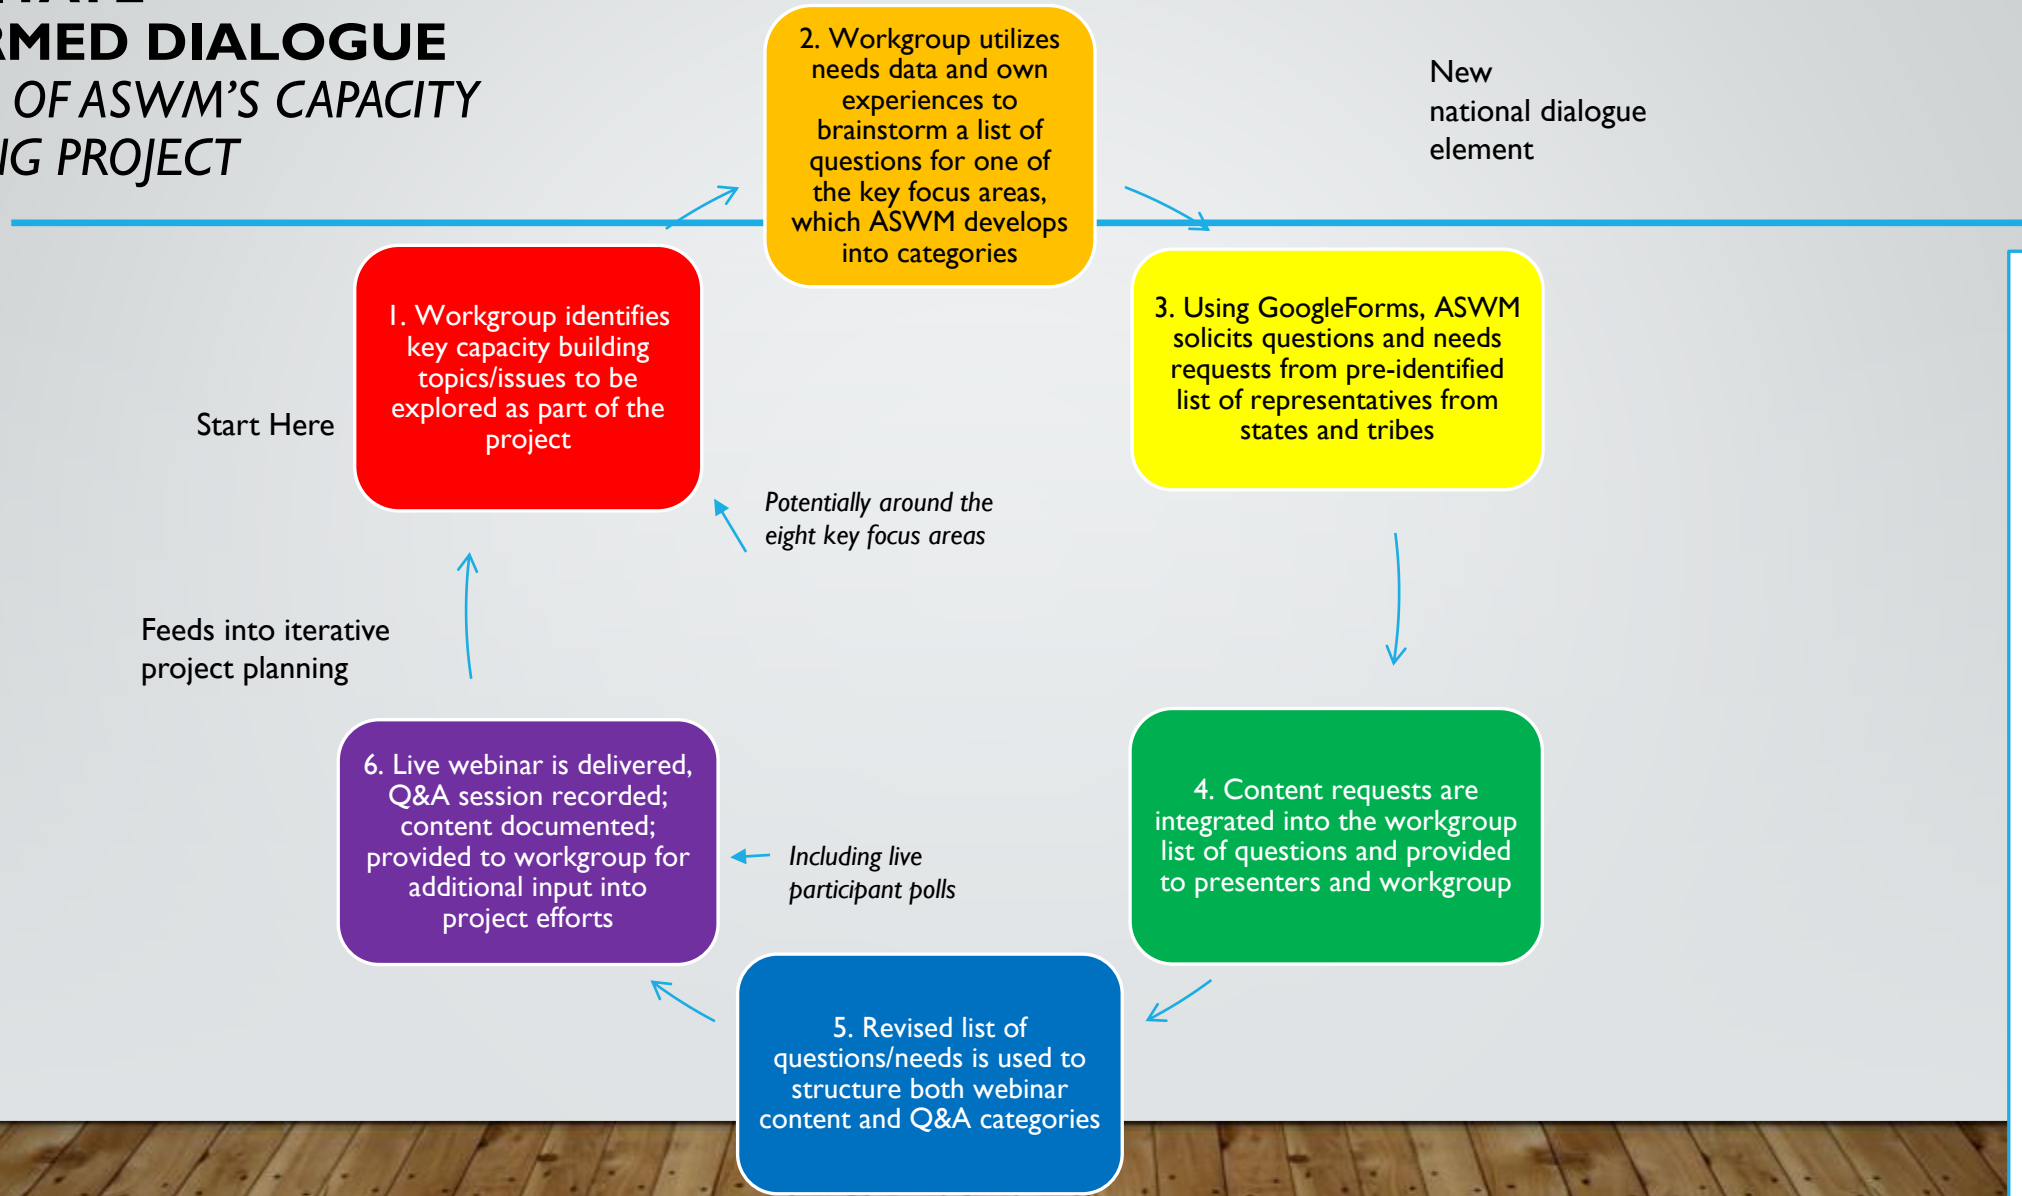 RMED DIALOGUE
OF ASWM'S CAPACITY
NG PROJECT
2. Workgroup utilizes
needs data and own
experiences to
brainstorm a list of
questions for one of
the key focus areas,
which ASWM develops
into categories
New
national dialogue
element
1. Workgroup identifies
key capacity building
topics/issues to be
explored as part of the
project
3. Using GoogleForms, ASWM
solicits questions and needs
requests from pre-identified
list of representatives from
states and tribes
Start Here
Potentially around the
eight key focus areas
Feeds into iterative
project planning
6. Live webinar is delivered,
Q&A session recorded;
content documented;
provided to workgroup for
additional input into
project efforts
4. Content requests are
integrated into the workgroup
list of questions and provided
to presenters and workgroup
Including live
participant polls
5. Revised list of
questions/needs is used to
structure both webinar
content and Q&A categories